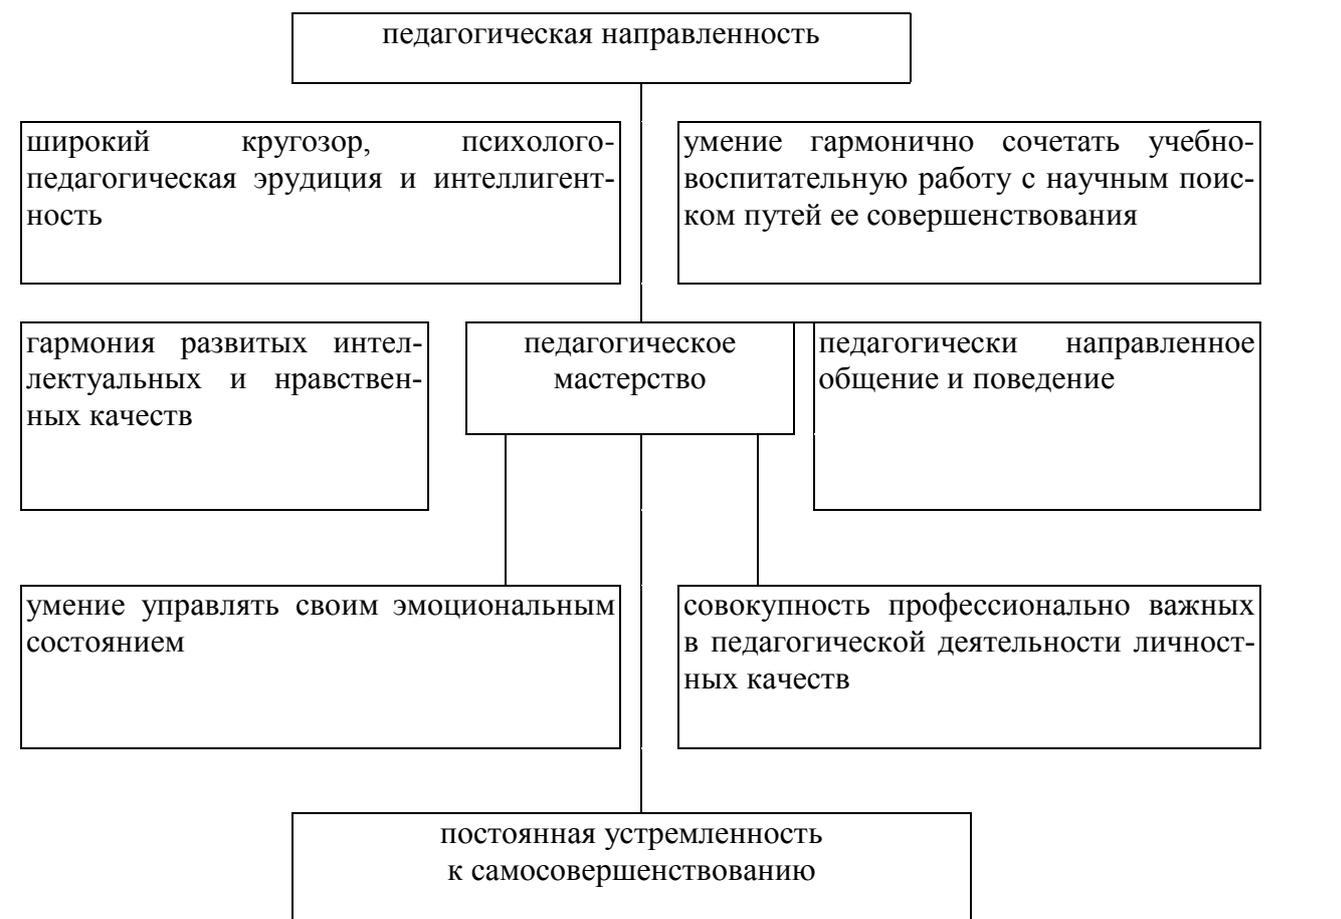 педагогическая направленность
широкий кругозор, психолого-
педагогическая эрудиция и интеллигент-
ность
умение гармонично сочетать учебно-
воспитательную работу с научным поис-
ком путей ее совершенствования
гармония развитых интел-
лектуальных и нравствен-
ных качеств
педагогическое
мастерство
педагогически направленное
общение и поведение
умение управлять своим эмоциональным
состоянием
совокупность профессионально важных
в педагогической деятельности личност-
ных качеств
постоянная устремленность
к самосовершенствованию